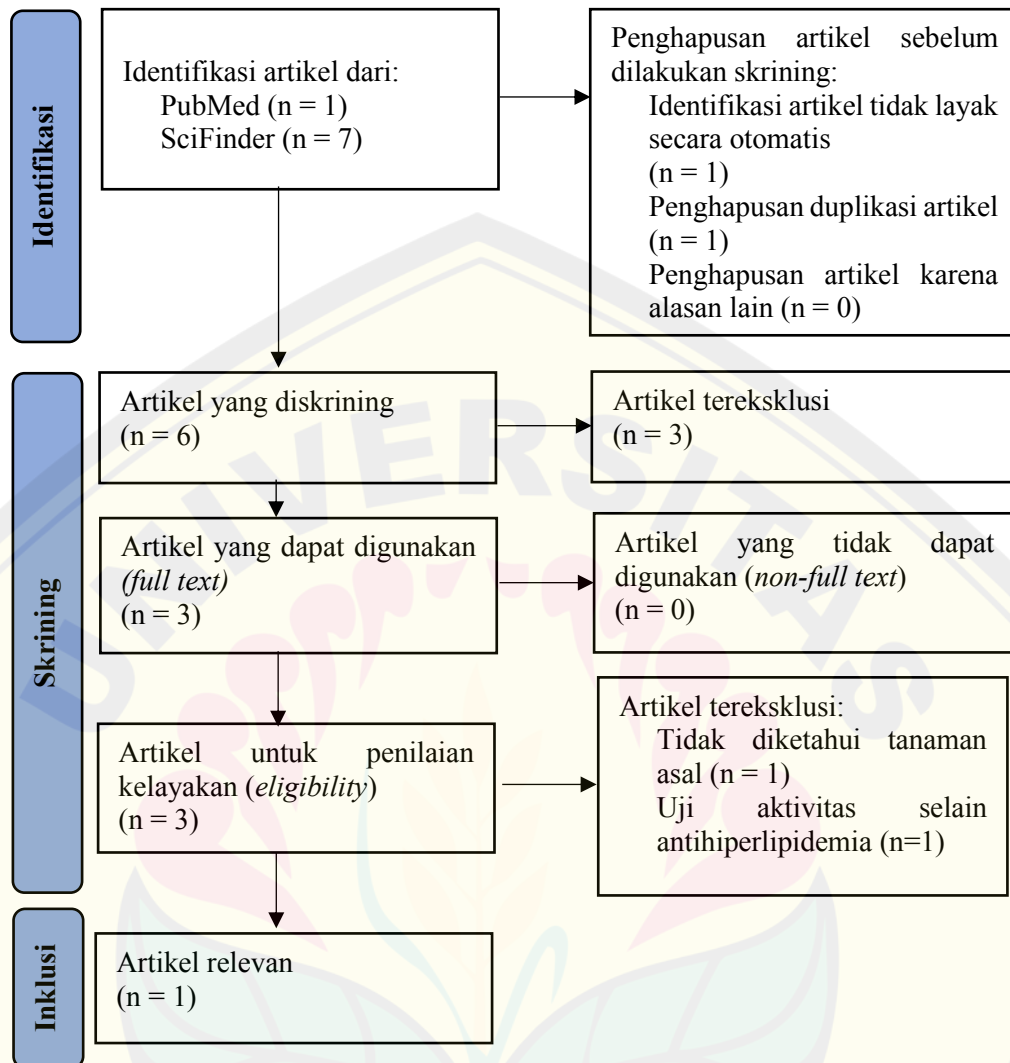 Identifikasi
Identifikasi artikel dari:
PubMed (n = 1)
SciFinder (n = 7)
Penghapusan artikel sebelum
dilakukan skrining:
Identifikasi artikel tidak layak
secara otomatis
(n = 1)
Penghapusan duplikasi artikel
(n = 1)
Penghapusan artikel karena
alasan lain (n = 0)
Skrining
Artikel yang diskrining
(n = 6)
Artikel tereksklusi
(n = 3)
Artikel yang dapat digunakan
(full text)
(n = 3)
Artikel yang tidak dapat
digunakan (non-full text)
(n = 0)
Artikel untuk penilaian
kelayakan (eligibility)
(n = 3)
Artikel tereksklusi:
Tidak diketahui tanaman
asal (n = 1)
Uji aktivitas selain
antihiperlipidemia (n=1)
Inklusi
Artikel relevan
(n = 1)
UNIVERSITAS